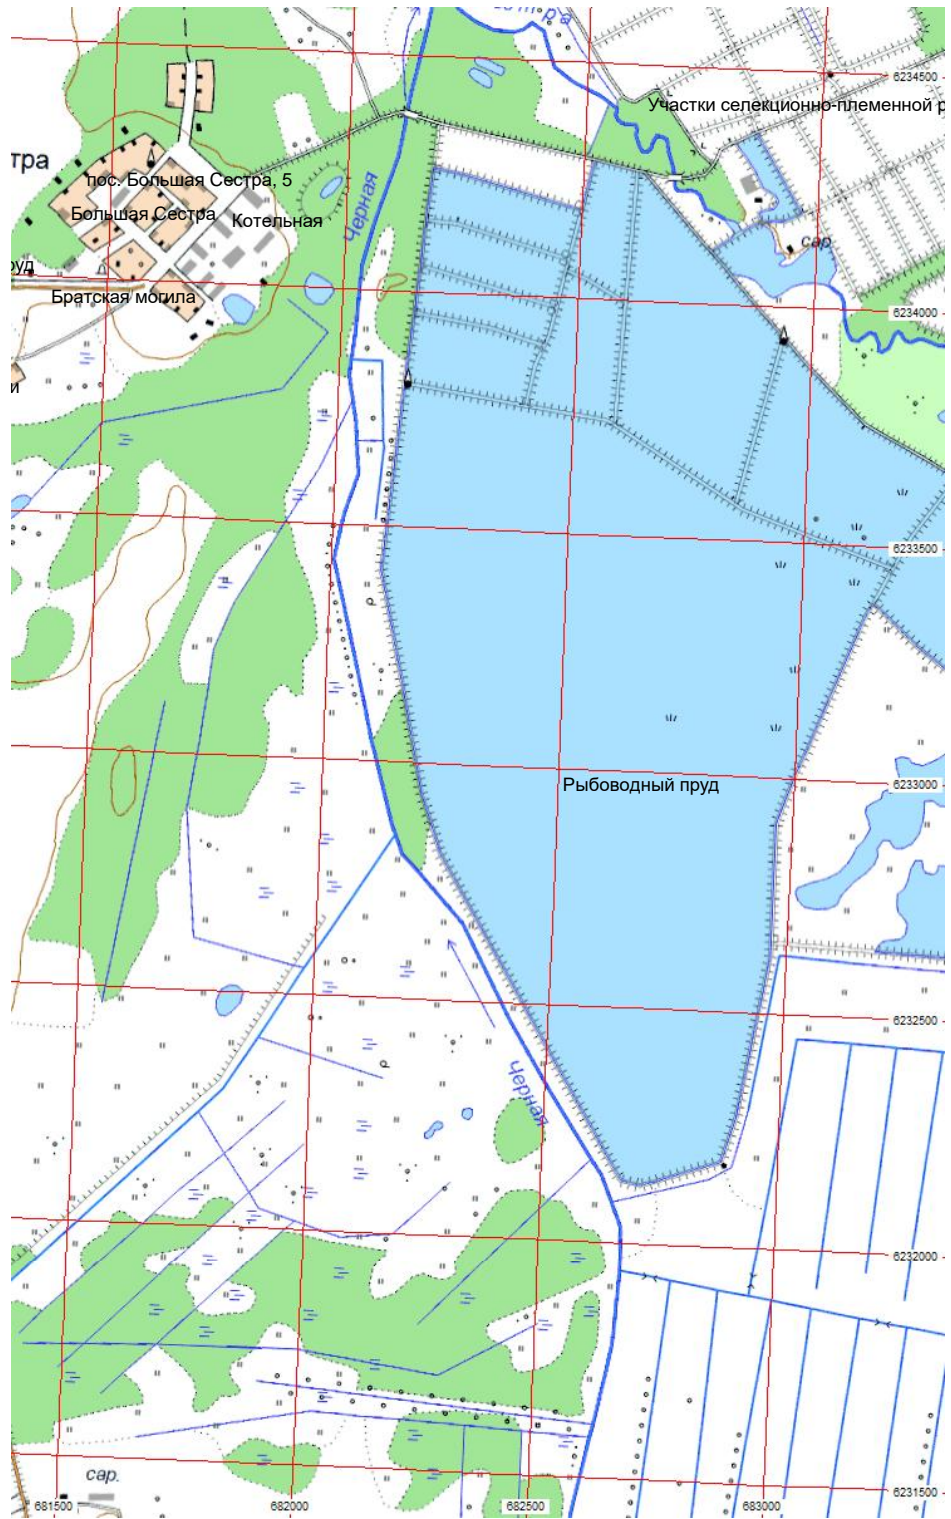 6234500
Участки селекционно-племенной р
тра
пос. Большая Сестра, 5
Черная
Большая Сестра
Котельная
сар.
руд
Братская могила
6234000
и
6233500
Рыбоводный пруд
6233000
6232500
Черная
6232000
сар.
6231500
681500
682000
682500
683000